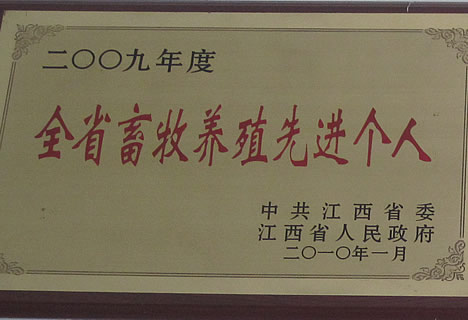 二〇〇九年度
全省畜牧养殖先进个人
中共江西省委
江西省人民政府
二〇一〇年一月